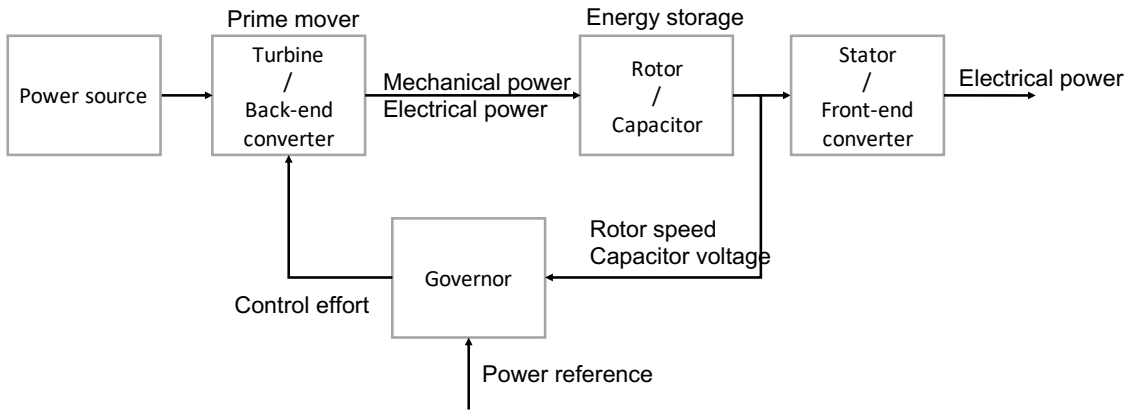 Prime mover
Energy storage
Power source
Turbine
/
Back-end
converter
Mechanical power
Electrical power
Rotor
/
Capacitor
Stator
/
Front-end
converter
Electrical power
Rotor speed
Capacitor voltage
Governor
Control effort
Power reference